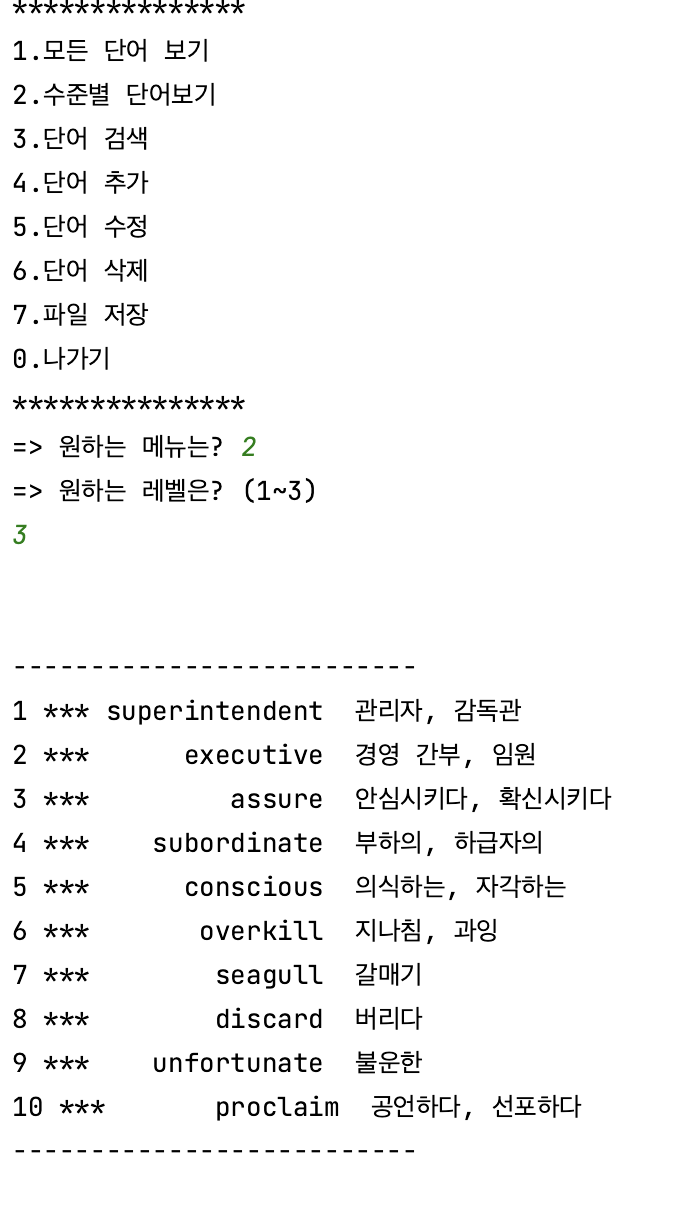 ***************
1.모든 단어 보기
2.수준별 단어보기
3.단어 검색
4.단어 추가
5.단어 수정
6.단어 삭제
7.파일 저장
0.나가기
***************
=> 원하는 메뉴는? 2
=> 원하는 레벨은? (1~3)
3
--------------------------
1 *** superintendent  관리자, 감독관
2 ***      executive  경영 간부, 임원
3 ***         assure  안심시키다, 확신시키다
4 ***    subordinate  부하의, 하급자의
5 ***      conscious  의식하는, 자각하는
6 ***       overkill  지나침, 과잉
7 ***        seagull  갈매기
8 ***        discard  버리다
9 ***    unfortunate  불운한
10 ***       proclaim  공언하다, 선포하다
--------------------------